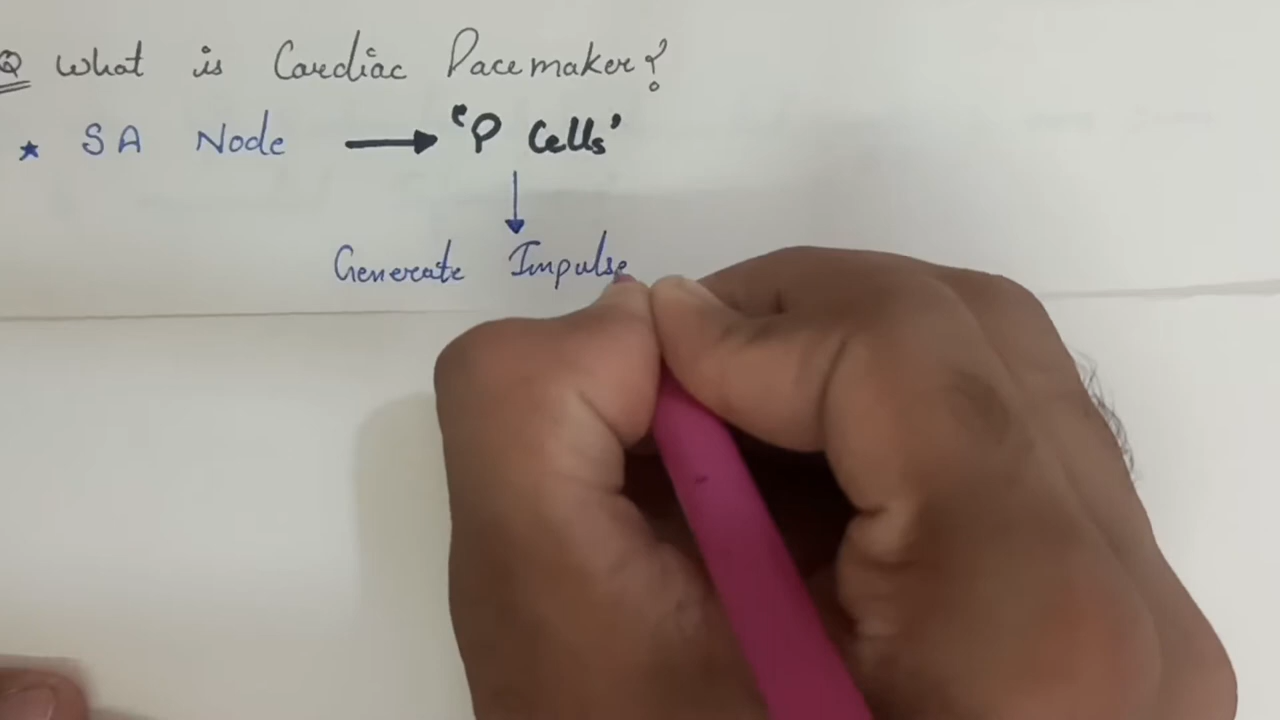 Q What is Cardiac Pacemaker?
★ SA Node → 'P Cells'
↓
Generate Impulse